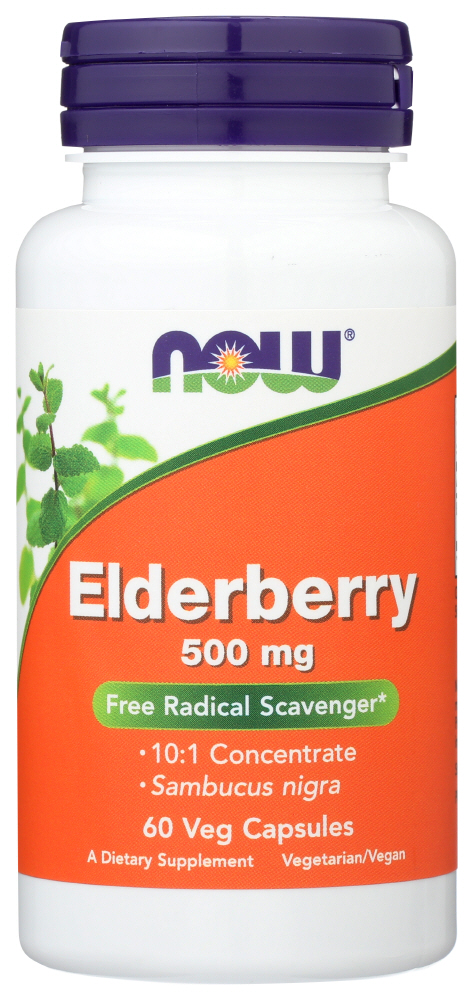 NOW®
Elderberry
500 mg
Free Radical Scavenger*
• 10:1 Concentrate
• Sambucus nigra
60 Veg Capsules
A Dietary Supplement Vegetarian/Vegan